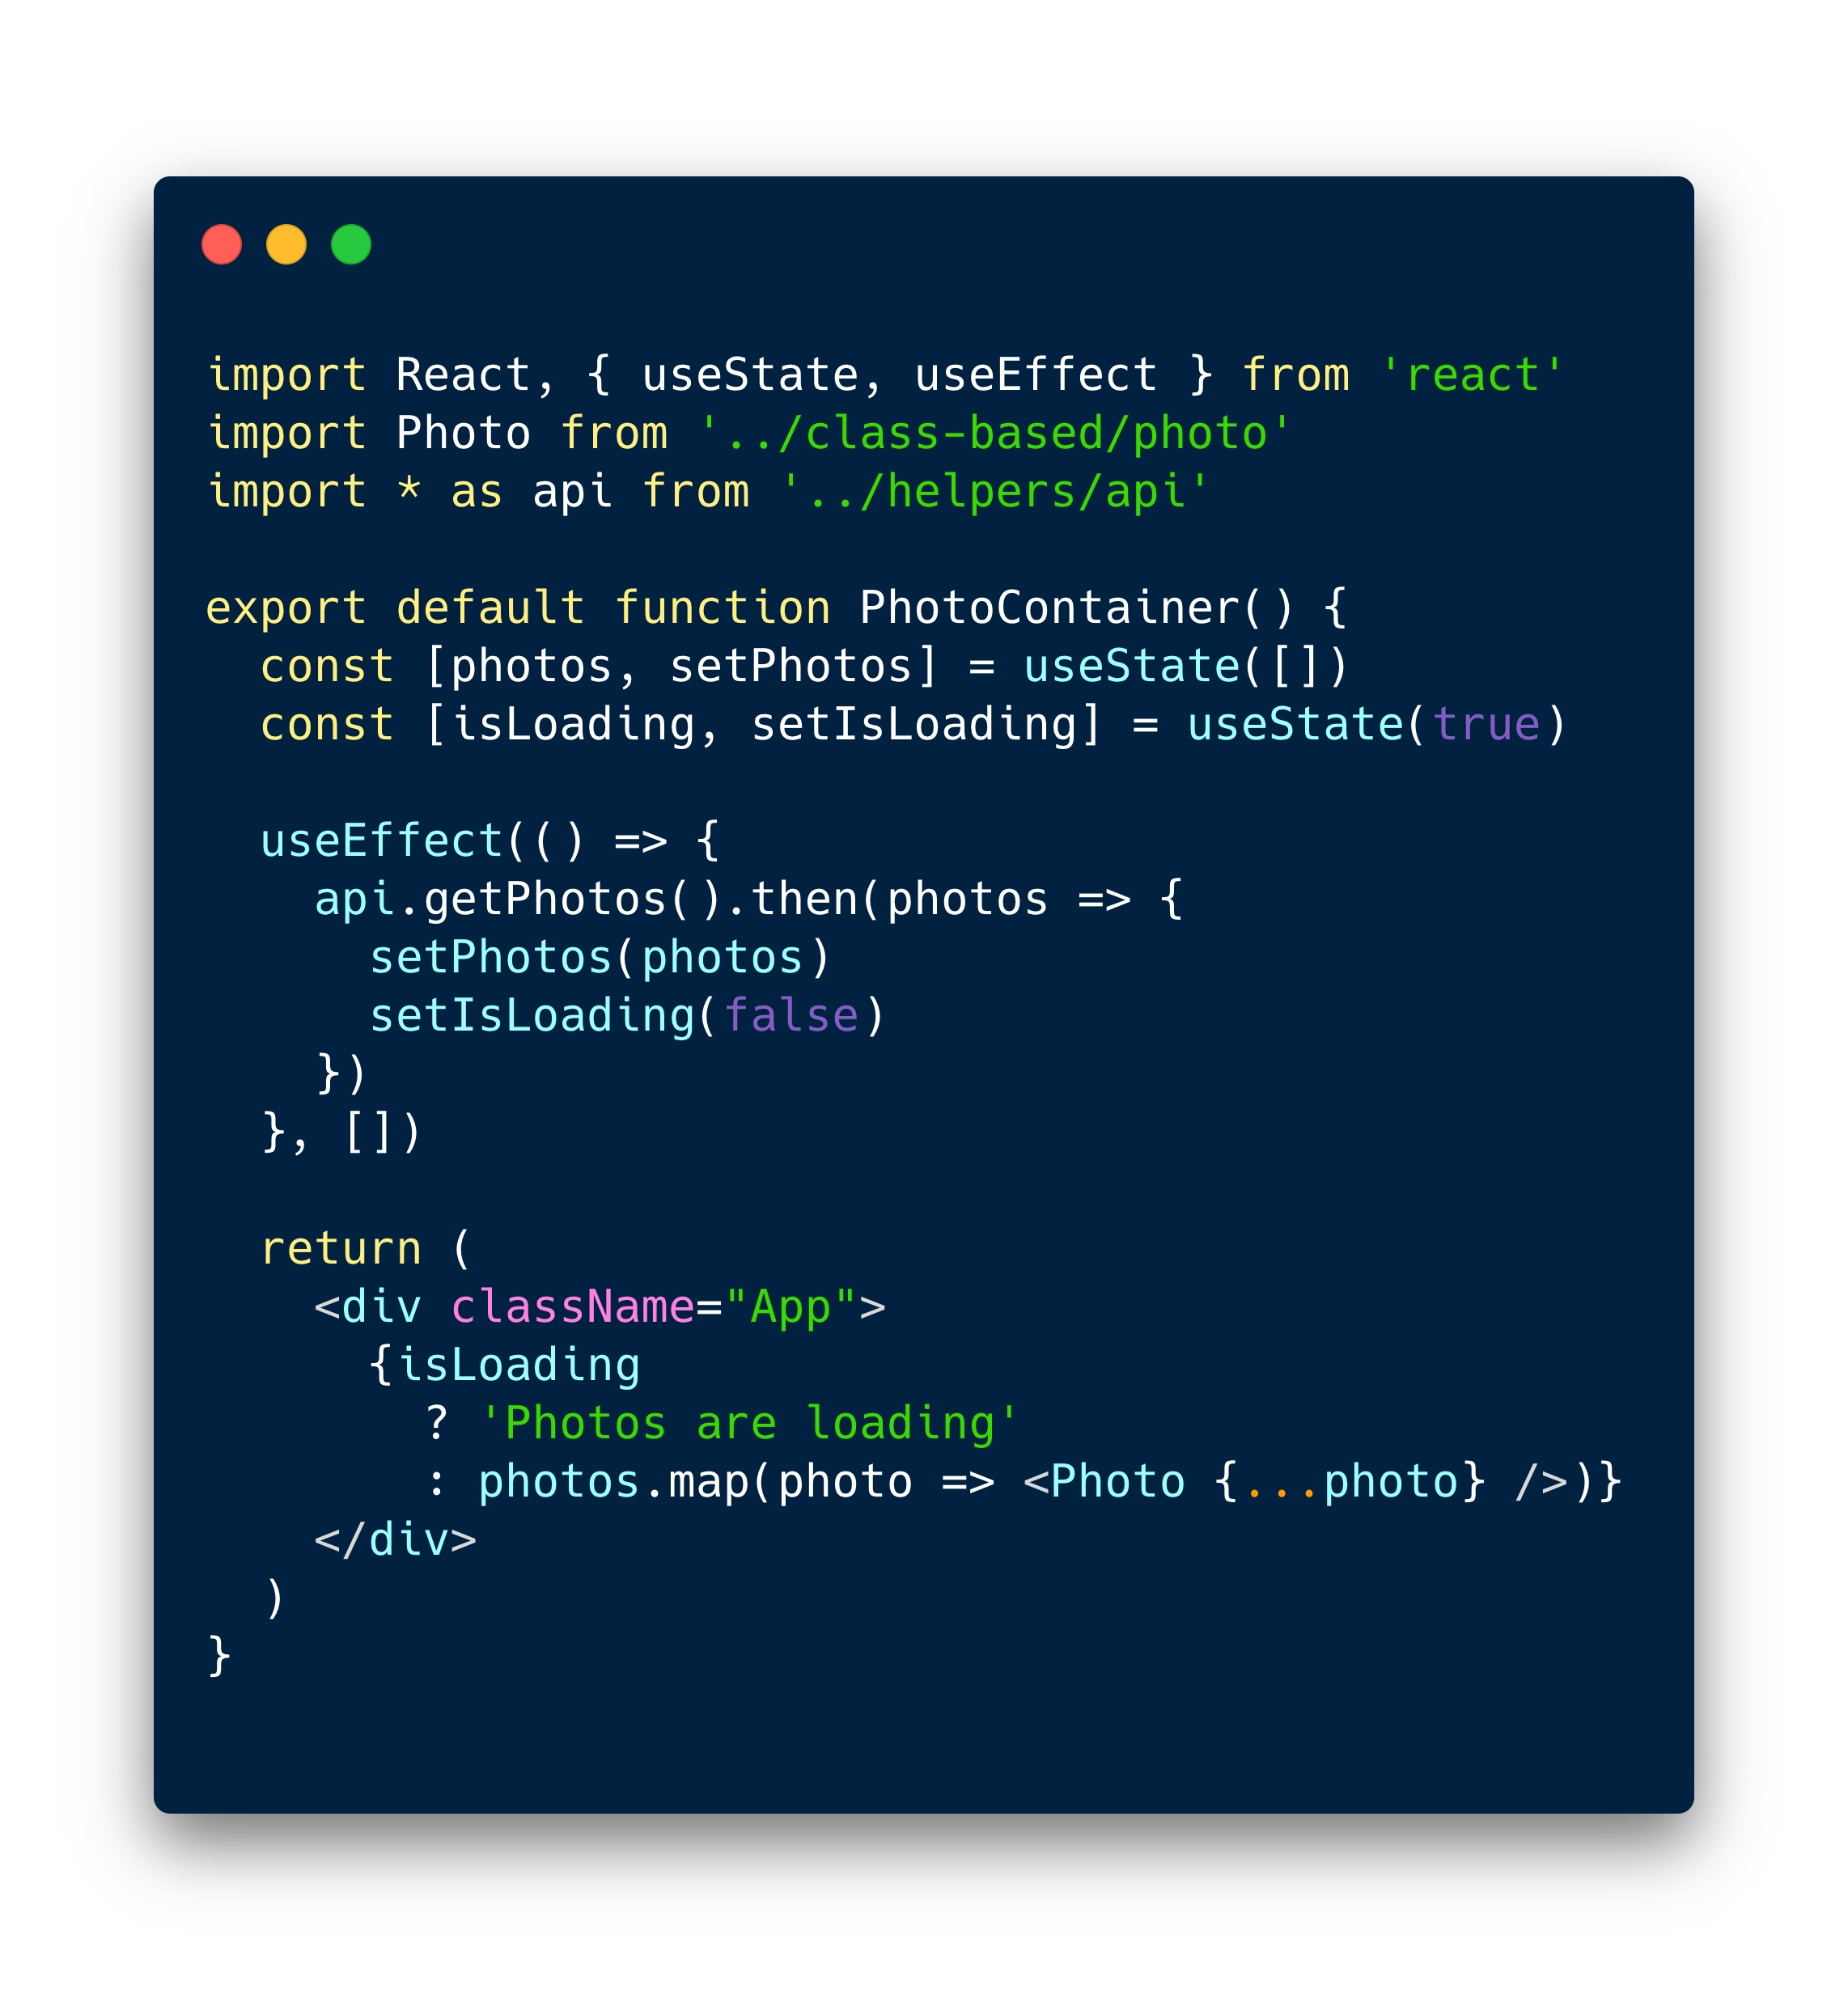 import React, { useState, useEffect } from 'react'
import Photo from '../class-based/photo'
import * as api from '../helpers/api'

export default function PhotoContainer() {
  const [photos, setPhotos] = useState([])
  const [isLoading, setIsLoading] = useState(true)

  useEffect(() => {
    api.getPhotos().then(photos => {
      setPhotos(photos)
      setIsLoading(false)
    })
  }, [])

  return (
    <div className="App">
      {isLoading
        ? 'Photos are loading'
        : photos.map(photo => <Photo {...photo} />)}
    </div>
  )
}